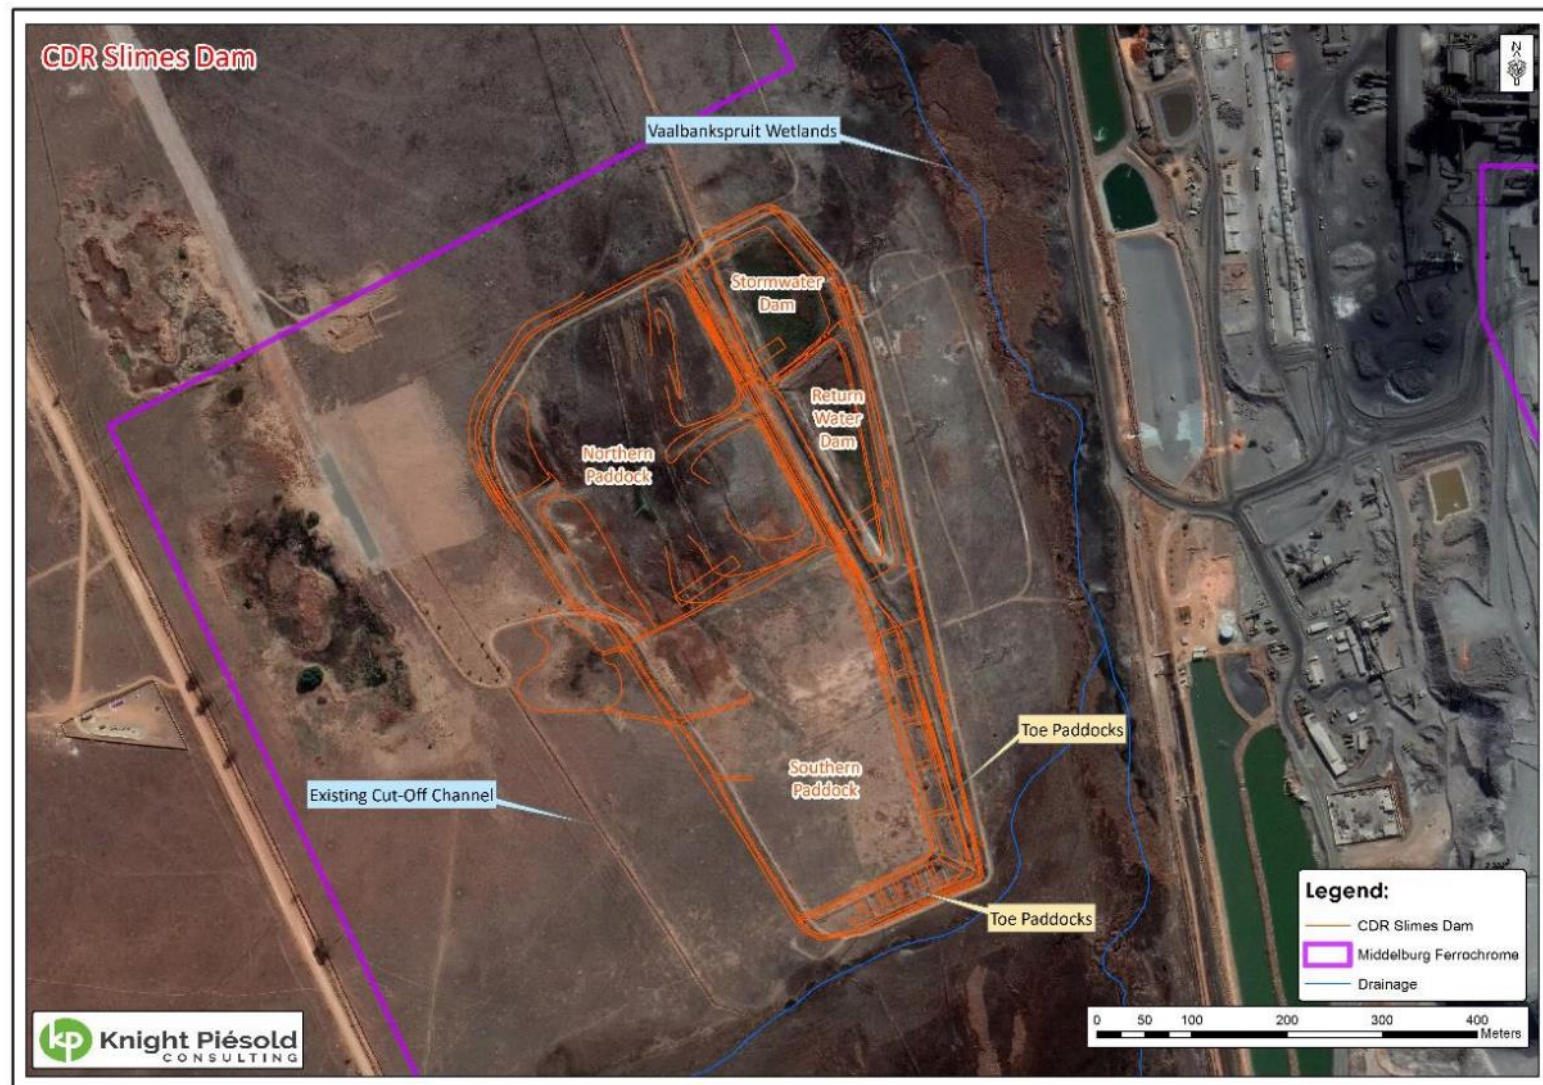 CDR Slimes Dam
N
Vaalbankspruit Wetlands
Stormwater
Dam
Return
Water
Dam
Northern
Paddock
Toe Paddocks
Southern
Paddock
Existing Cut-Off Channel
Toe Paddocks
Legend:
CDR Slimes Dam
Middelburg Ferrochrome
Drainage
0 50 100 200 300 400
Meters
kp Knight Piésold
CONSULTING